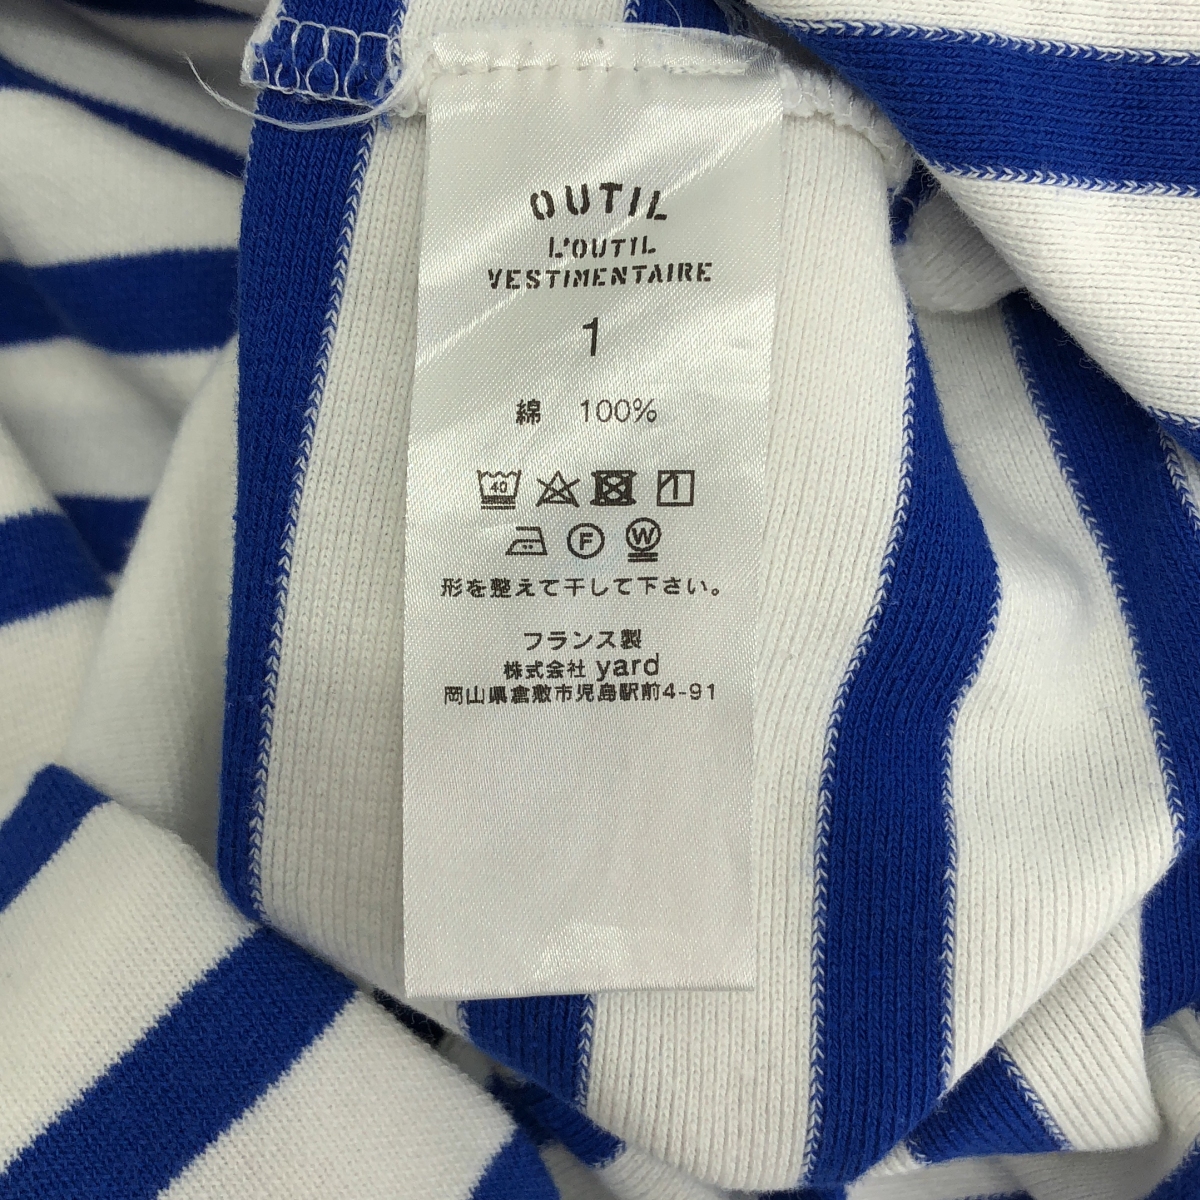 OUTIL
L'OUTIL
VESTIMENTAIRE
1
綿 100%
40
F W
形を整えて干して下さい。
フランス製
株式会社 yard
岡山県倉敷市児島駅前4-91